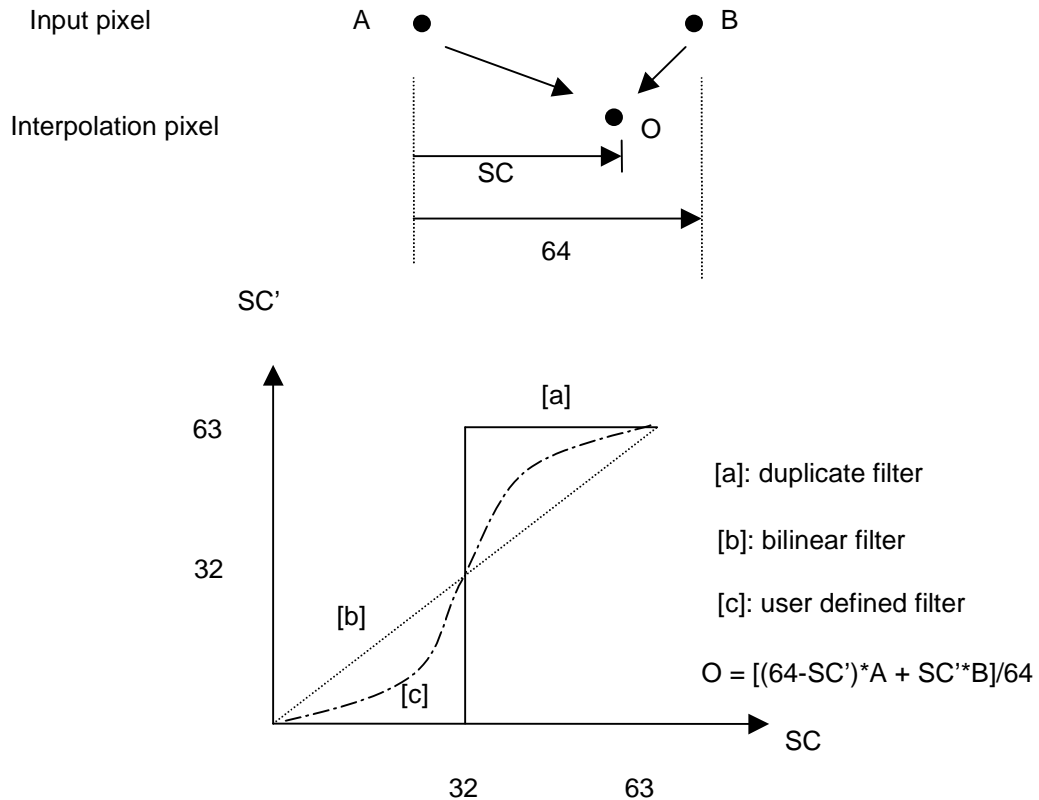 Input pixel A B
Interpolation pixel O
SC
64
SC’
[a]
63
[a]: duplicate filter
[b]: bilinear filter
32
[c]: user defined filter
[b]
O = [(64-SC’)*A + SC’*B]/64
[c]
SC
32 63